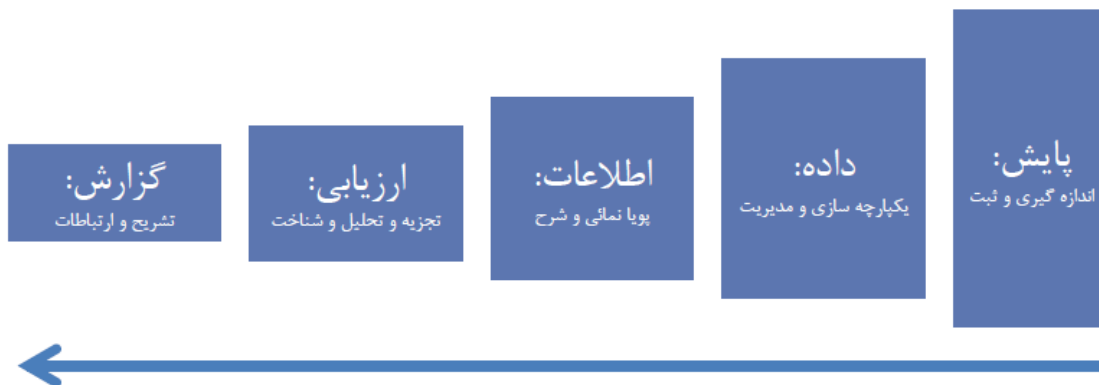 پایش:
اندازه گیری و ثبت
داده:
یکپارچه سازی و مدیریت
اطلاعات:
پویا نمائی و شرح
ارزیابی:
تجزیه و تحلیل و شناخت
گزارش:
تشریح و ارتباطات